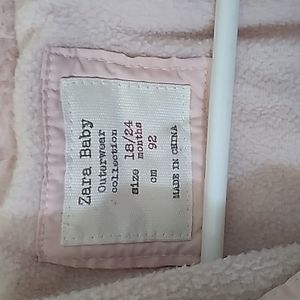 Zara Baby
Outerwear
collection
size 18/24
months
cm 92
MADE IN CHINA